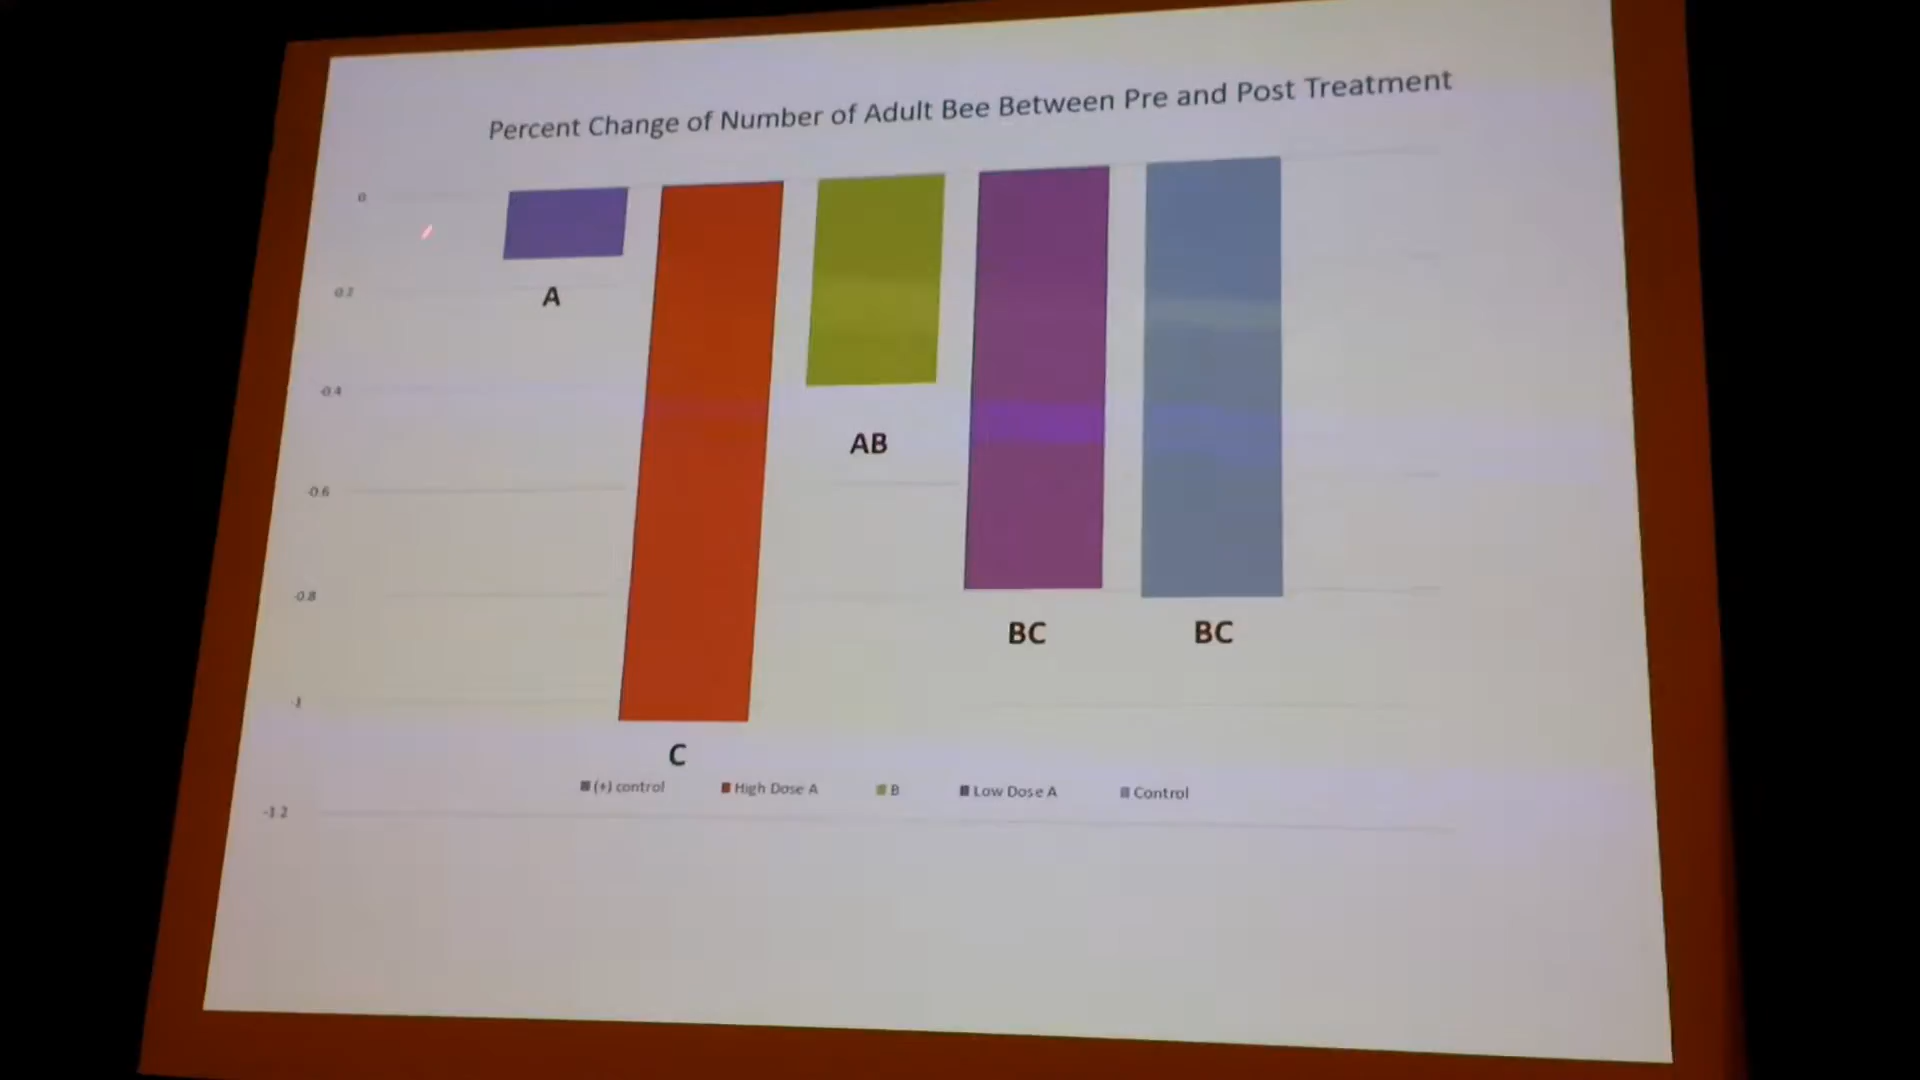 Percent Change of Number of Adult Bee Between Pre and Post Treatment
0
-0.2
-0.4
-0.6
-0.8
-1
-1.2
A
C
AB
BC
BC
(+) control
High Dose A
B
Low Dose A
Control